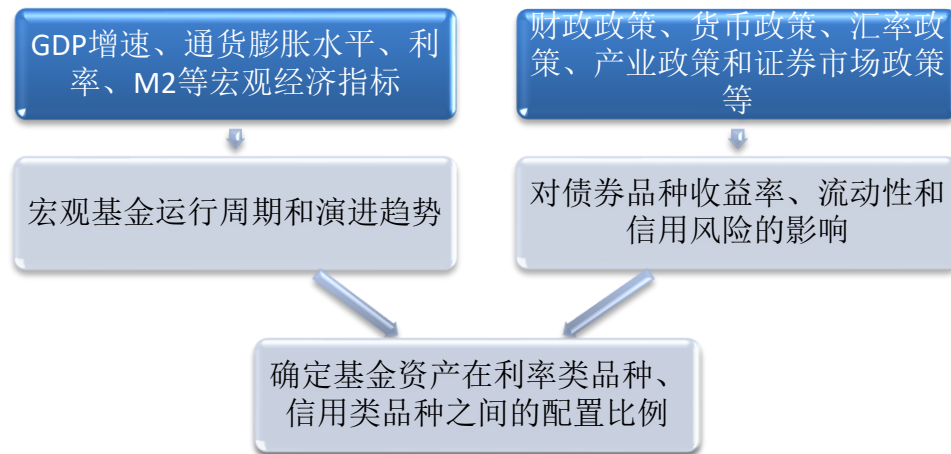 GDP增速、通货膨胀水平、利
率、M2等宏观经济指标
财政政策、货币政策、汇率政
策、产业政策和证券市场政策
等
宏观基金运行周期和演进趋势
对债券品种收益率、流动性和
信用风险的影响
确定基金资产在利率类品种、
信用类品种之间的配置比例